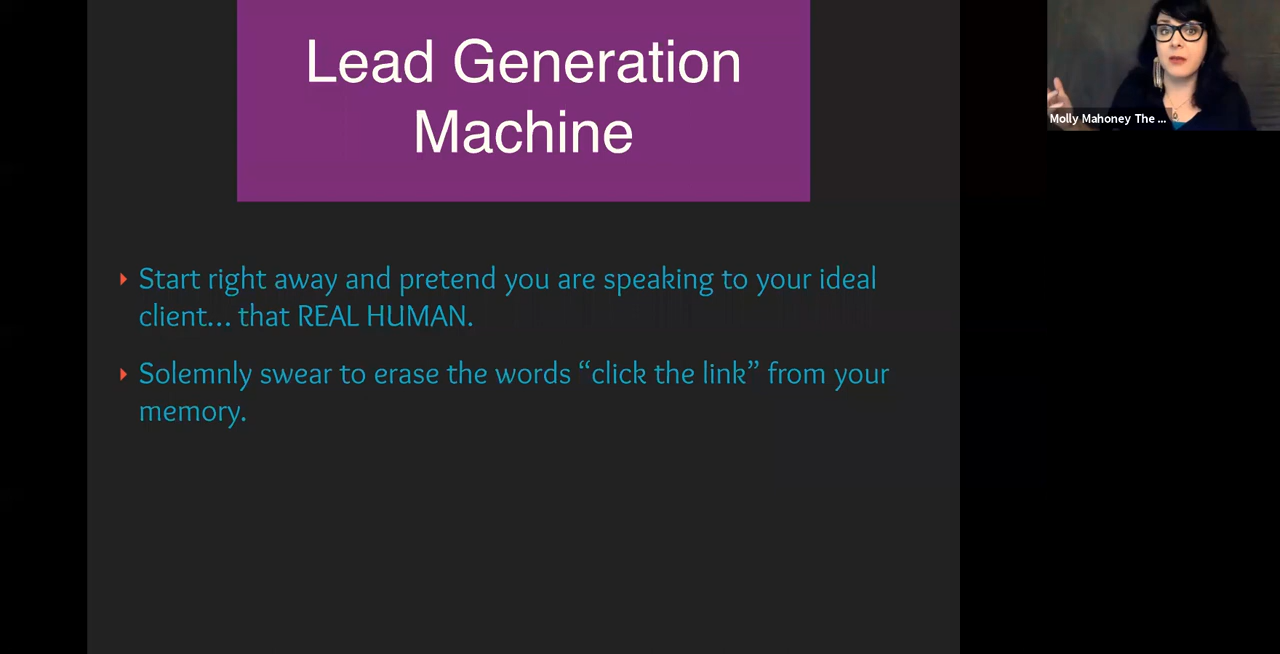 Lead Generation
Machine
Start right away and pretend you are speaking to your ideal
client... that REAL HUMAN.
Solemnly swear to erase the words “click the link” from your
memory.
Molly Mahoney The ...